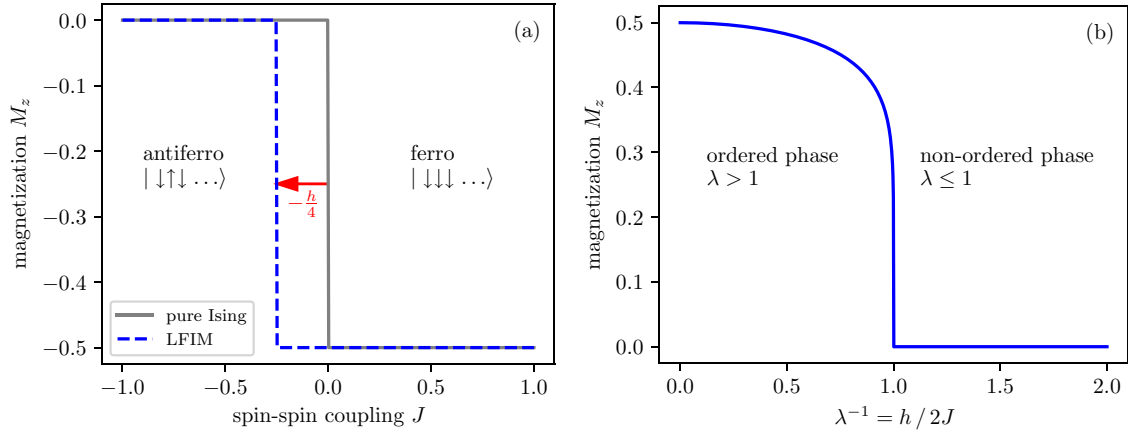 (a)
0.0
−0.1
−0.2
−0.3
−0.4
−0.5
magnetization M_z
antiferro
| ↓↑↓ ...⟩
ferro
| ↓↓↓ ...⟩
−h/4
pure Ising
LFIM
−1.0 −0.5 0.0 0.5 1.0
spin-spin coupling J
(b)
0.5
0.4
0.3
0.2
0.1
0.0
magnetization M_z
ordered phase
λ > 1
non-ordered phase
λ ≤ 1
0.0 0.5 1.0 1.5 2.0
λ⁻¹ = h / 2J